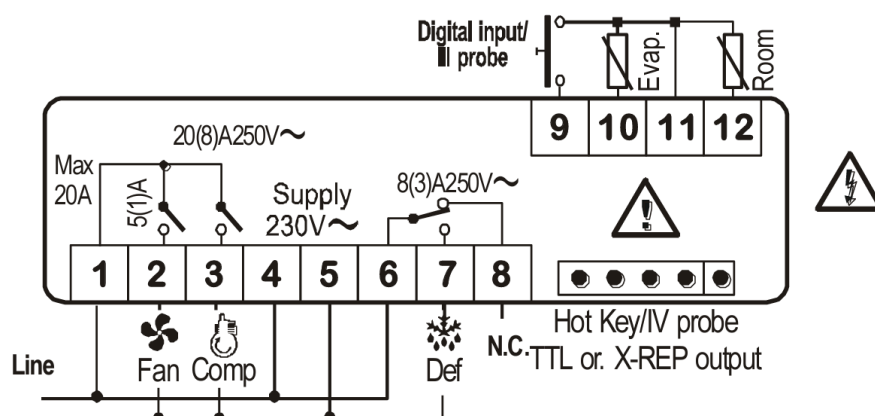 Digital input/
III probe
Evap.
Room
9 10 11 12
20(8)A250V~
Max
20A
5(1)A
Supply
230V~
8(3)A250V~
1 2 3 4 5 6 7 8
Hot Key/IV probe
TTL or. X-REP output
N.C.
Line
Fan
Comp
Def